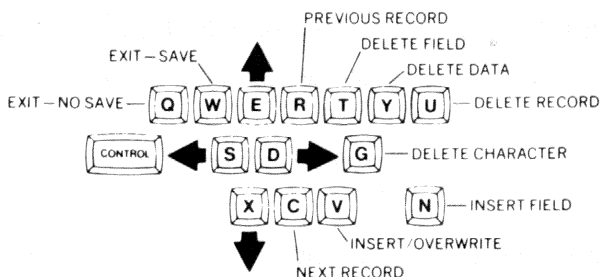 PREVIOUS RECORD
DELETE FIELD
EXIT – SAVE
DELETE DATA
EXIT – NO SAVE Q W E R T Y U DELETE RECORD
CONTROL S D G DELETE CHARACTER
X C V N INSERT FIELD
INSERT/OVERWRITE
NEXT RECORD